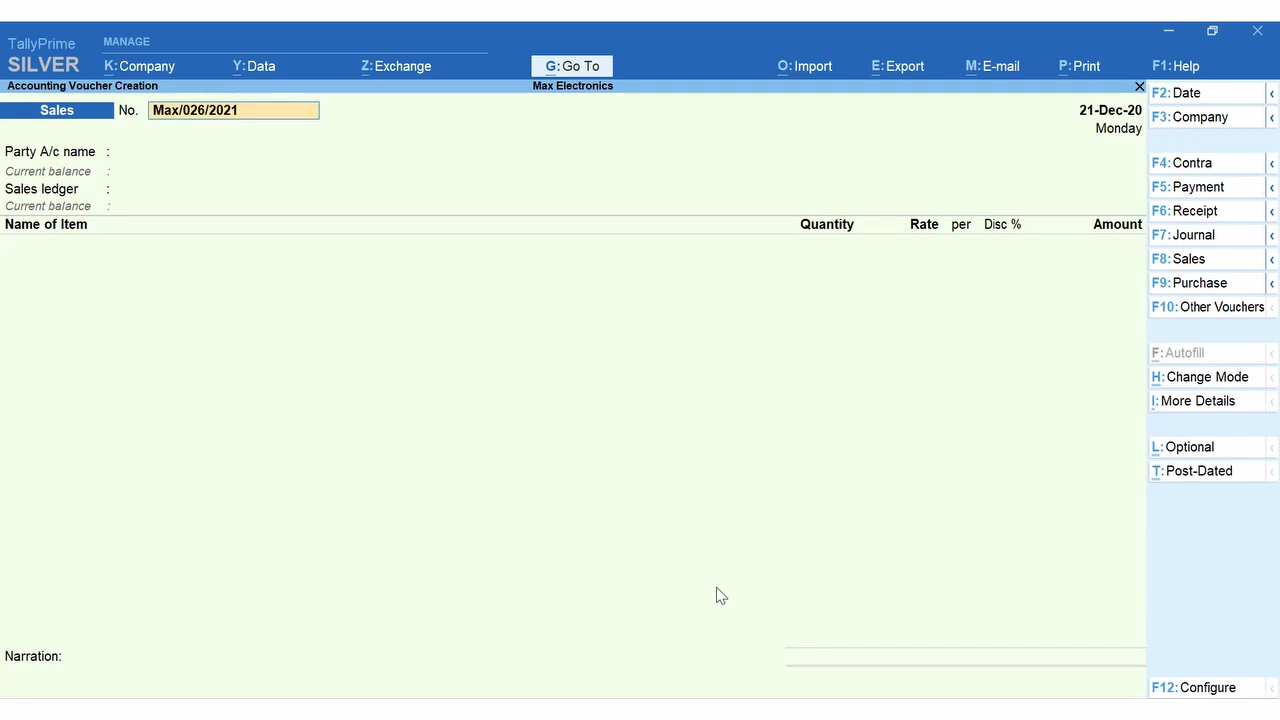 TallyPrime
SILVER
MANAGE
K: Company
Y: Data
Z: Exchange
G: Go To
O: Import
E: Export
M: E-mail
P: Print
F1: Help
Accounting Voucher Creation
Max Electronics
Sales
No.
Max/026/2021
21-Dec-20
Monday
Party A/c name :
Current balance :
Sales ledger :
Current balance :
Name of Item
Quantity
Rate
per
Disc %
Amount
Narration:
F2: Date
F3: Company
F4: Contra
F5: Payment
F6: Receipt
F7: Journal
F8: Sales
F9: Purchase
F10: Other Vouchers
F: Autofill
H: Change Mode
I: More Details
L: Optional
T: Post-Dated
F12: Configure